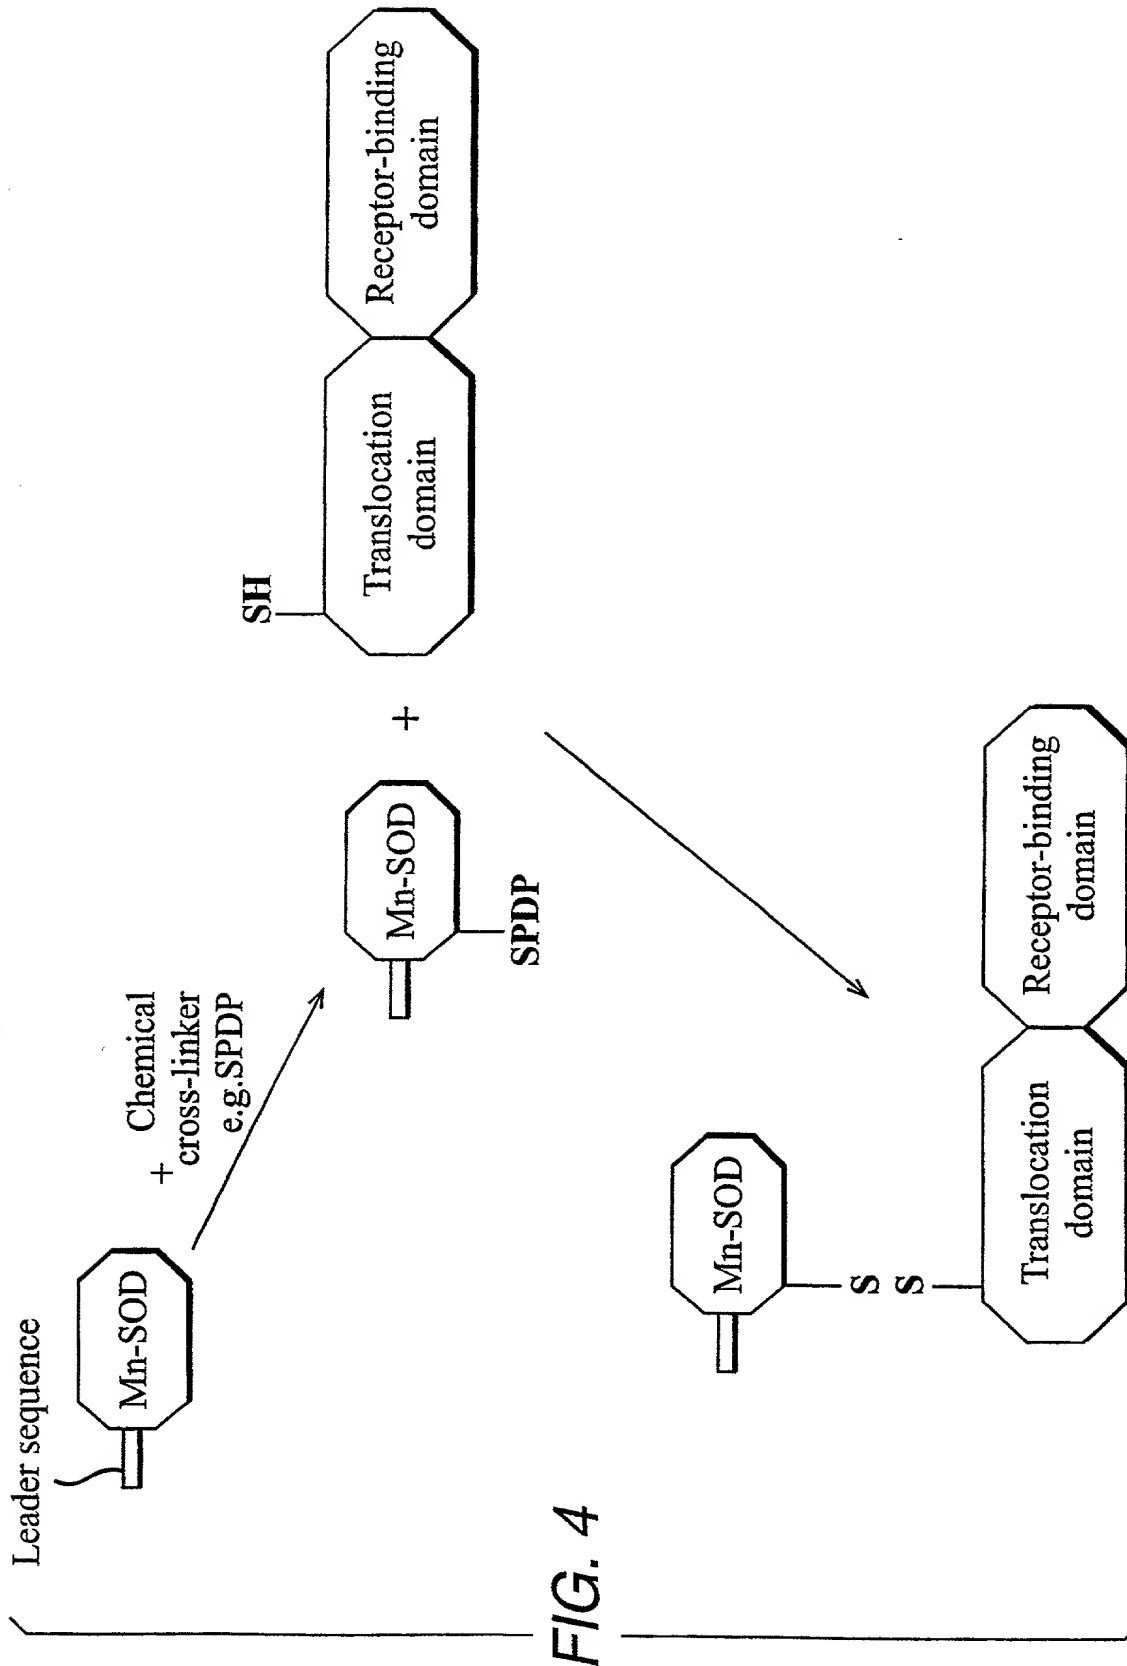 Leader sequence
Mn-SOD
+
Chemical
cross-linker
e.g.SPDP
Mn-SOD
SPDP
+
SH
Translocation
domain
Receptor-binding
domain
Mn-SOD
S
S
Translocation
domain
Receptor-binding
domain
FIG. 4